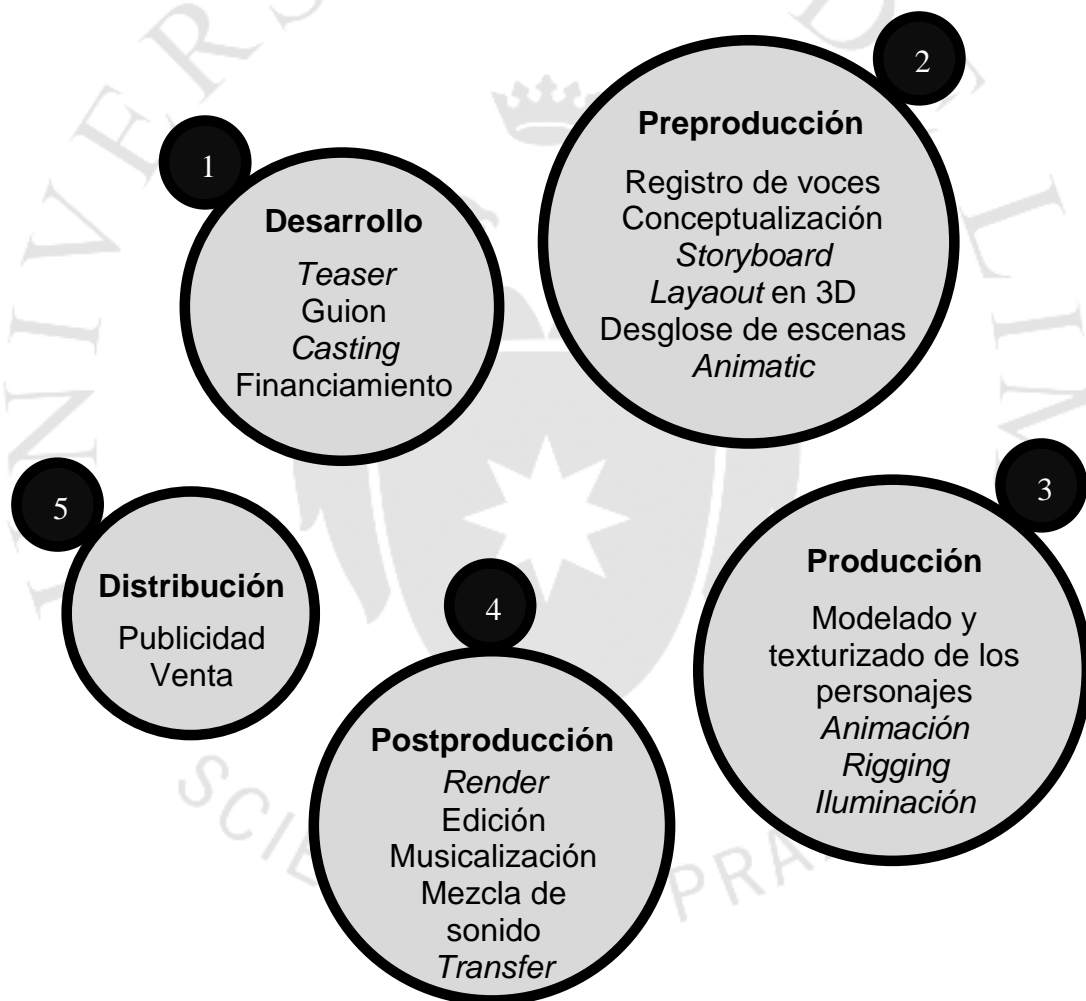 1
Desarrollo
Teaser
Guion
Casting
Financiamiento
2
Preproducción
Registro de voces
Conceptualización
Storyboard
Layaout en 3D
Desglose de escenas
Animatic
3
Producción
Modelado y
texturizado de los
personajes
Animación
Rigging
Iluminación
4
Postproducción
Render
Edición
Musicalización
Mezcla de
sonido
Transfer
5
Distribución
Publicidad
Venta